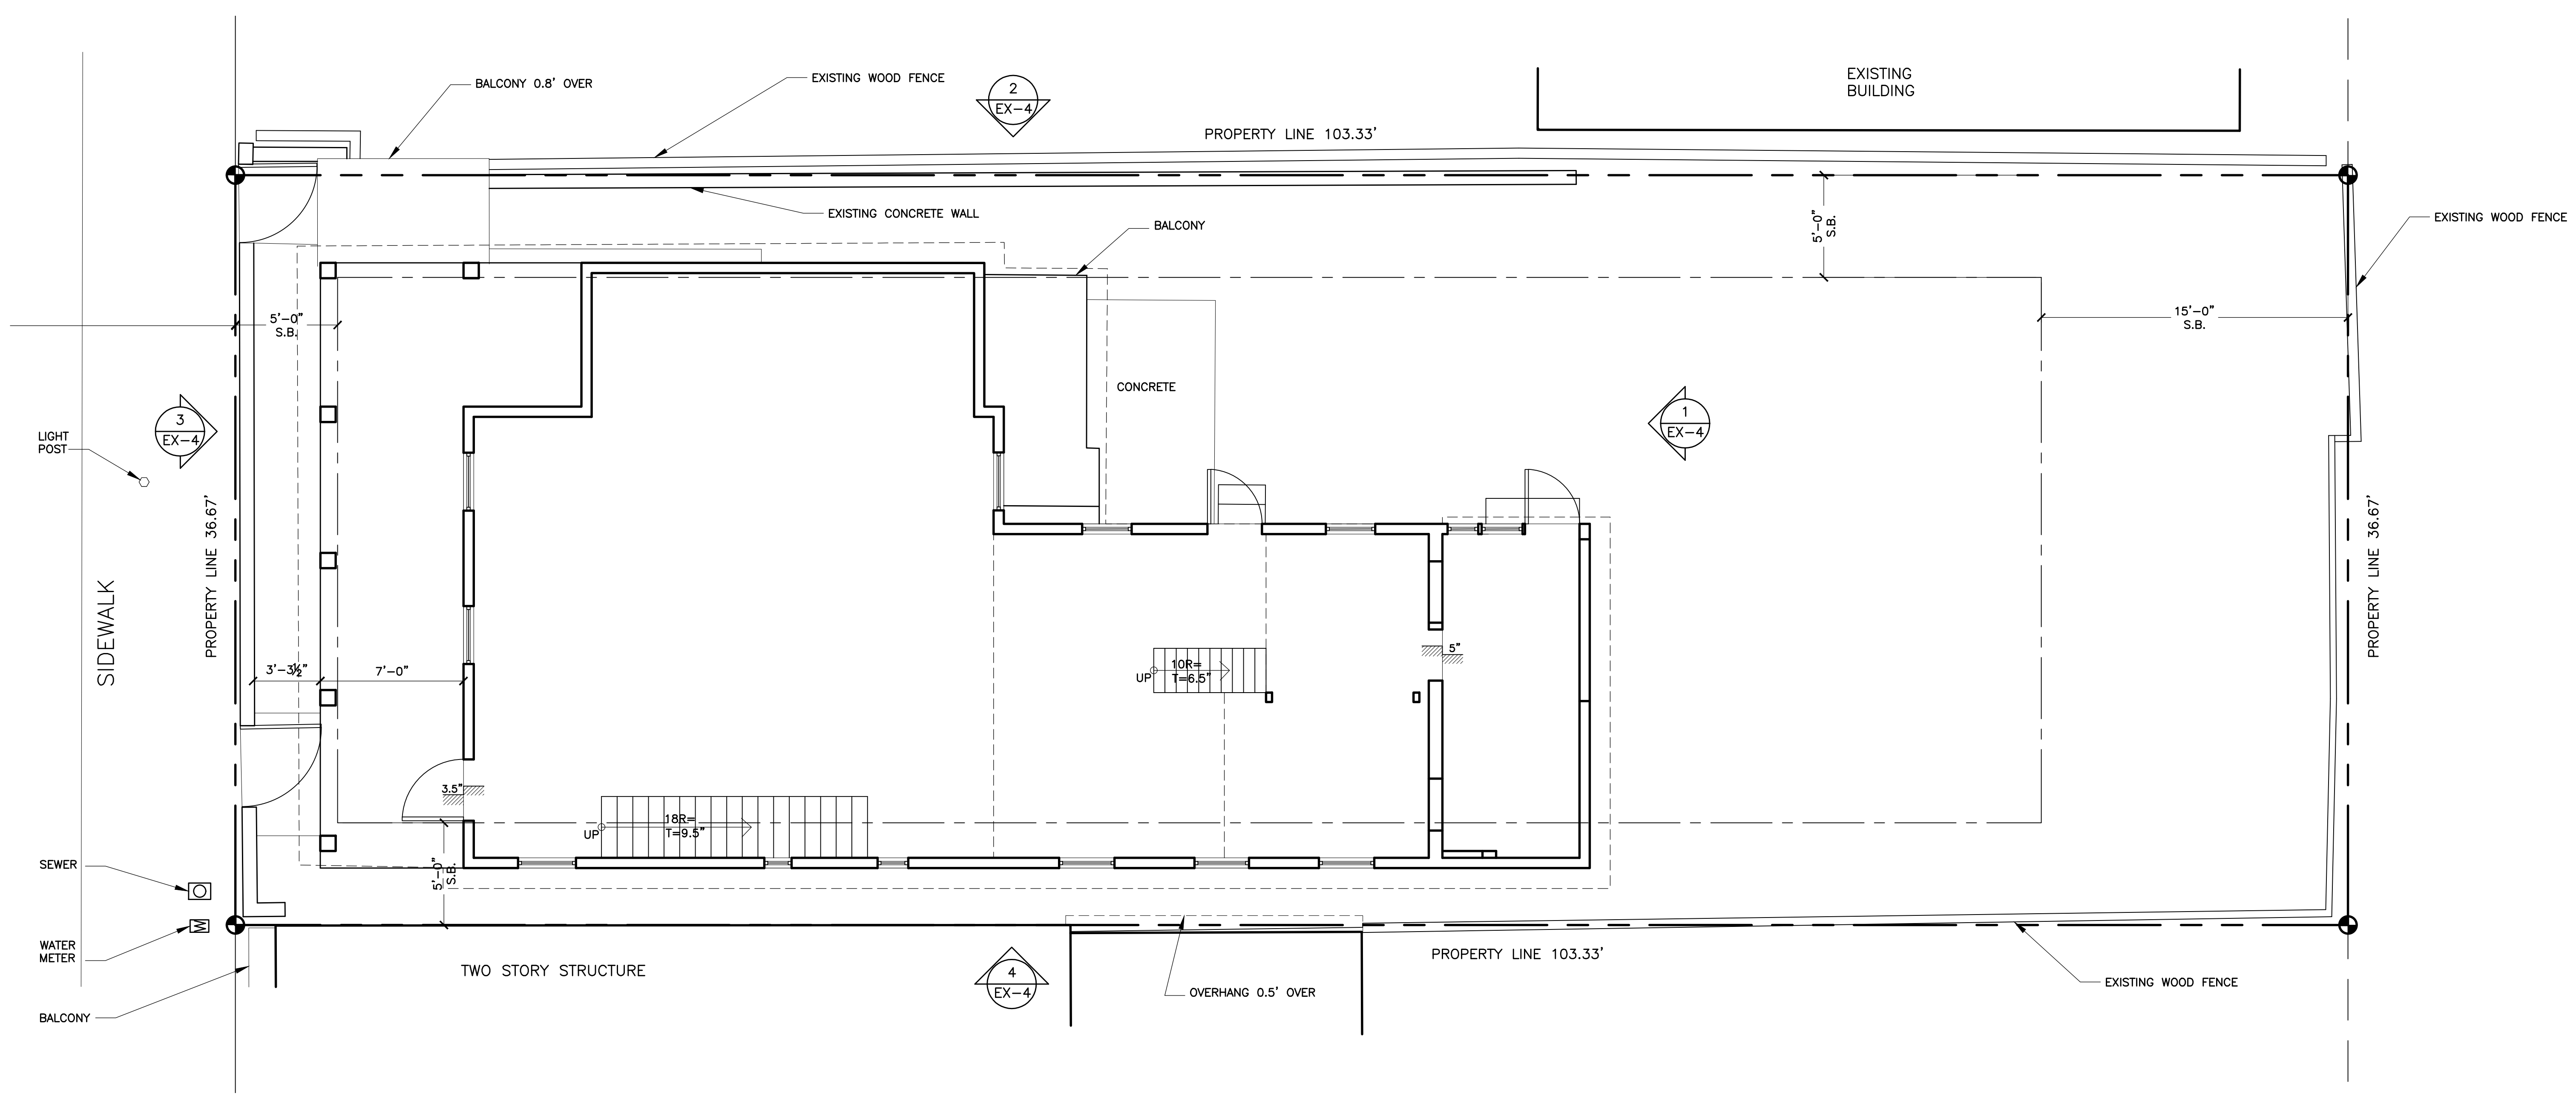 EXISTING
BUILDING
BALCONY 0.8' OVER
EXISTING WOOD FENCE
2
EX-4
PROPERTY LINE 103.33'
EXISTING CONCRETE WALL
BALCONY
5'-0"
S.B.
EXISTING WOOD FENCE
5'-0"
S.B.
15'-0"
S.B.
CONCRETE
3
EX-4
1
EX-4
LIGHT
POST
PROPERTY LINE 36.67'
PROPERTY LINE 36.67'
SIDEWALK
3'-3½"
7'-0"
5"
10R=
T=6.5"
UP
3.5"
18R=
T=9.5"
UP
5'-0"
S.B.
SEWER
WATER
METER
W
BALCONY
TWO STORY STRUCTURE
4
EX-4
OVERHANG 0.5' OVER
PROPERTY LINE 103.33'
EXISTING WOOD FENCE